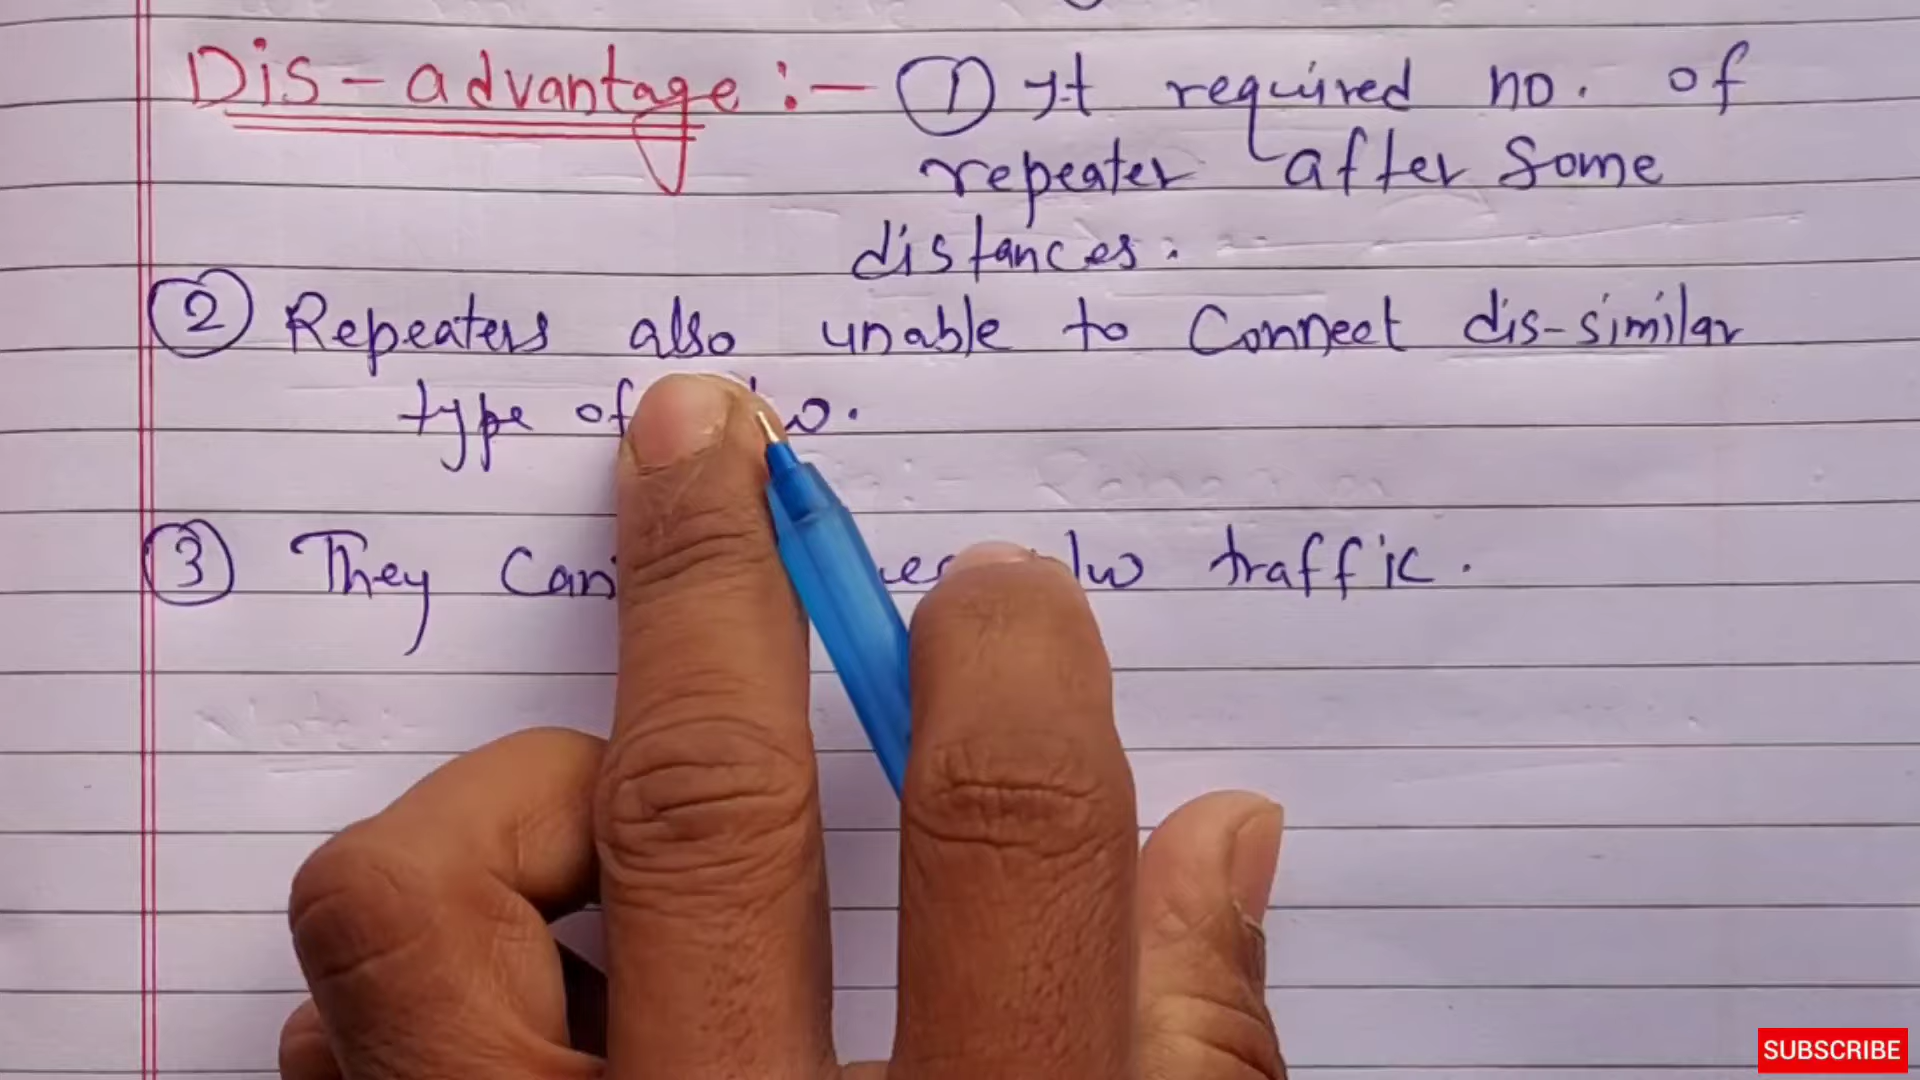 Dis-advantage :- ① It required no. of
repeater after some
distances.
② Repeaters also unable to Connect dis-similar
type of
③ They traffic.
SUBSCRIBE